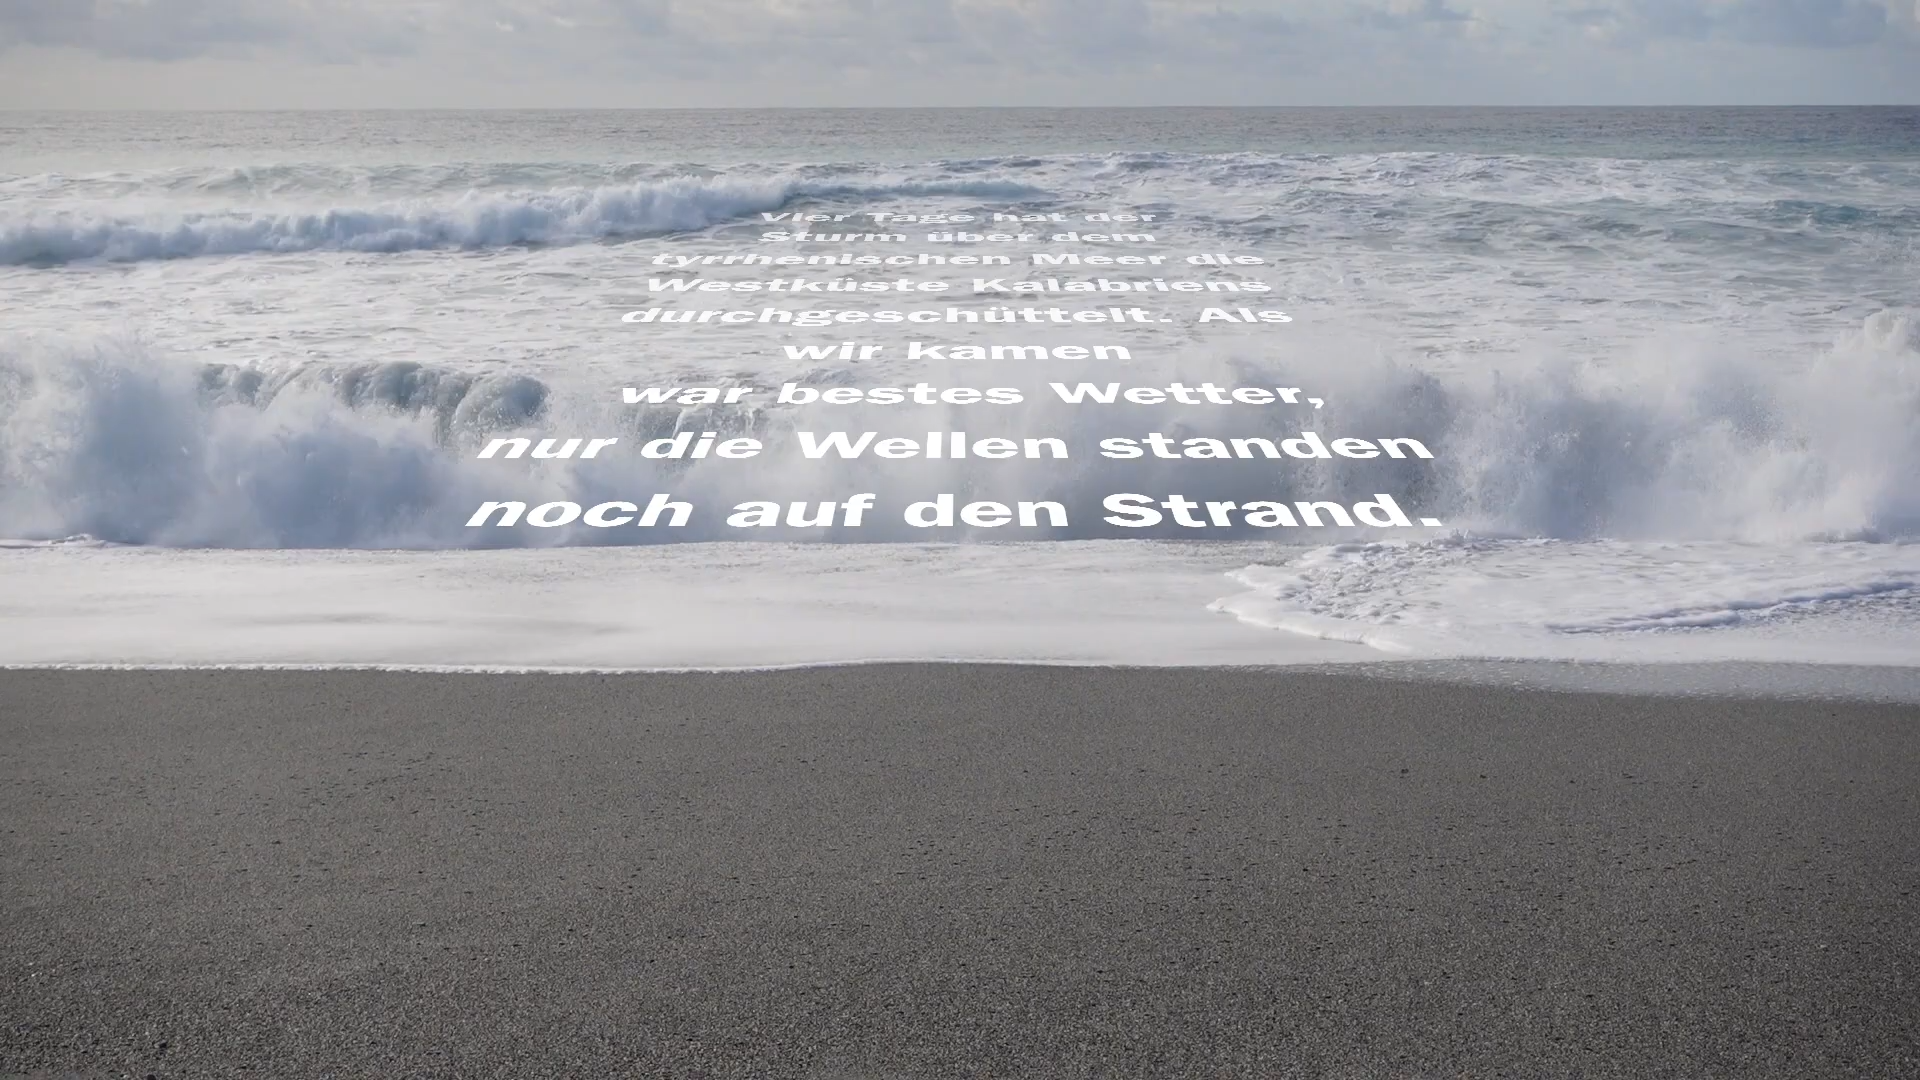 Vier Tage hat der
Sturm über dem
tyrrhenischen Meer die
Westküste Kalabriens
durchgeschüttelt. Als
wir kamen
war bestes Wetter,
nur die Wellen standen
noch auf den Strand.